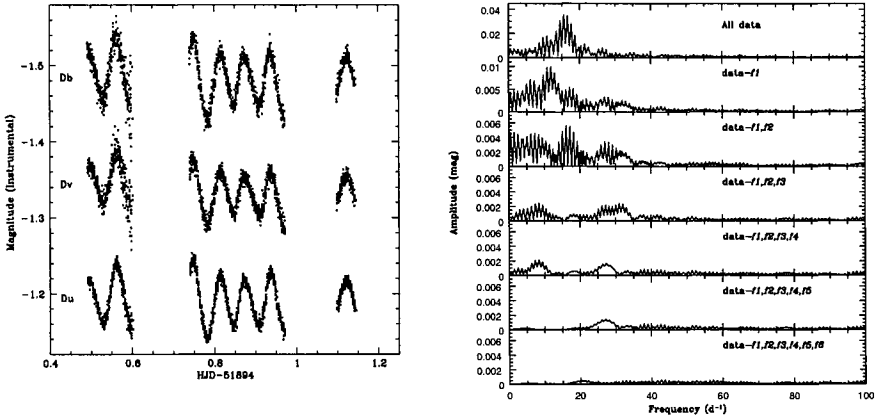 Magnitude (Instrumental)
-1.6
-1.4
-1.3
-1.2
Db
Dv
Du
0.4
0.6
0.8
1
1.2
HJD-51894
Amplitude (mag)
0.04
0.02
0
All data
0.01
0.005
0
data-f1
0.006
0.004
0.002
0
data-f1,f2
0.006
0.004
0.002
0
data-f1,f2,f3
0.006
0.004
0.002
0
data-f1,f2,f3,f4
0.006
0.004
0.002
0
data-f1,f2,f3,f4,f5
0.006
0.004
0.002
0
data-f1,f2,f3,f4,f5,f6
0
20
40
60
80
100
Frequency (d⁻¹)